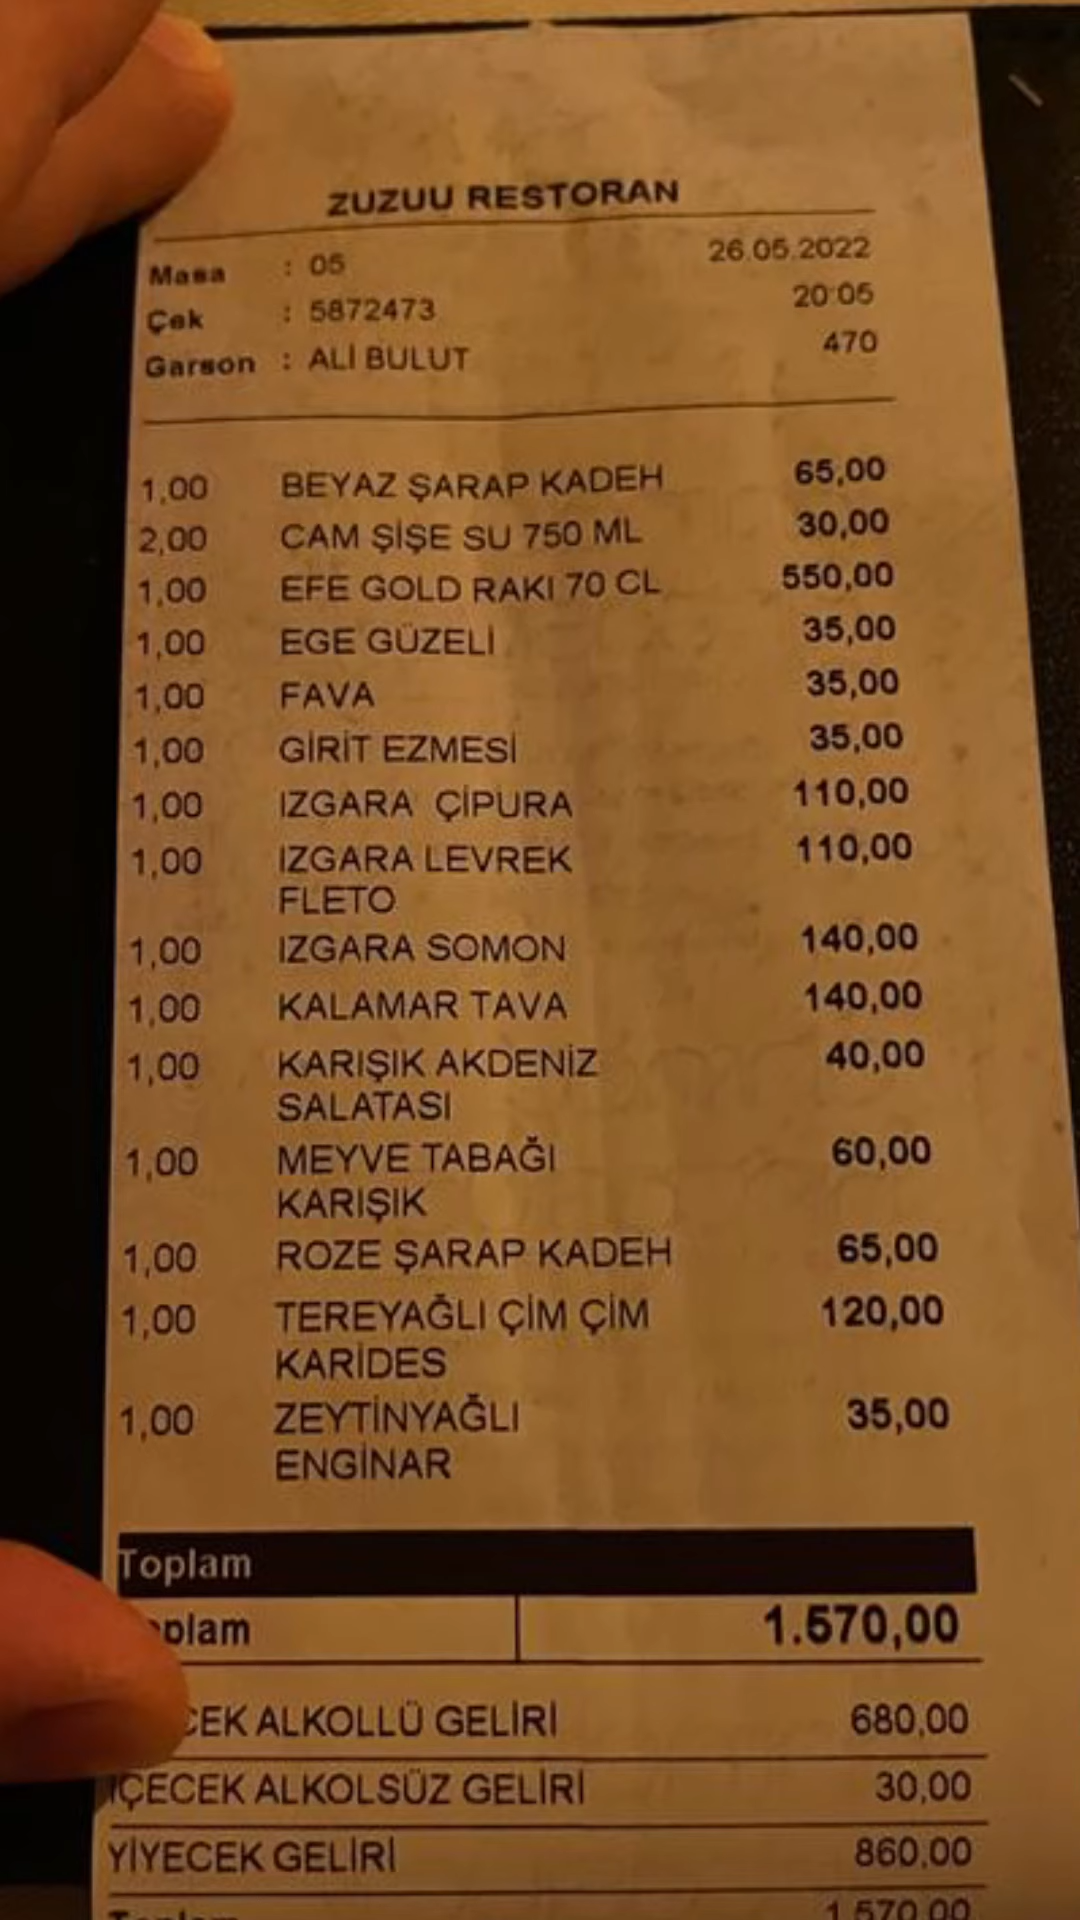 ZUZUU RESTORAN
Masa : 05 26.05.2022
Çek : 5872473 20:05
Garson : ALİ BULUT 470
1,00 BEYAZ ŞARAP KADEH 65,00
2,00 CAM ŞİŞE SU 750 ML 30,00
1,00 EFE GOLD RAKI 70 CL 550,00
1,00 EGE GÜZELİ 35,00
1,00 FAVA 35,00
1,00 GİRİT EZMESİ 35,00
1,00 IZGARA ÇİPURA 110,00
1,00 IZGARA LEVREK 110,00
FLETO
1,00 IZGARA SOMON 140,00
1,00 KALAMAR TAVA 140,00
1,00 KARIŞIK AKDENİZ 40,00
SALATASI
1,00 MEYVE TABAĞI 60,00
KARIŞIK
1,00 ROZE ŞARAP KADEH 65,00
1,00 TEREYAĞLI ÇİM ÇİM 120,00
KARİDES
1,00 ZEYTİNYAĞLI 35,00
ENGİNAR
Toplam
oplam 1.570,00
CEK ALKOLLÜ GELİRİ 680,00
İÇECEK ALKOLSÜZ GELİRİ 30,00
YİYECEK GELİRİ 860,00
Toplam 1.570,00